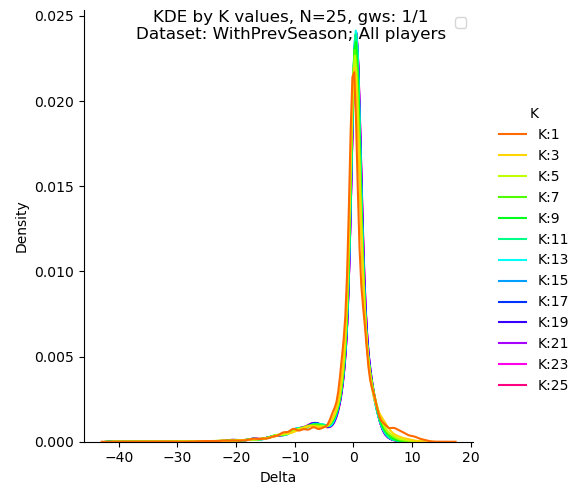 KDE by K values, N=25, gws: 1/1
Dataset: WithPrevSeason; All players
0.025
0.020
0.015
0.010
0.005
0.000
Density
−40
−30
−20
−10
0
10
20
Delta
K
K:1
K:3
K:5
K:7
K:9
K:11
K:13
K:15
K:17
K:19
K:21
K:23
K:25